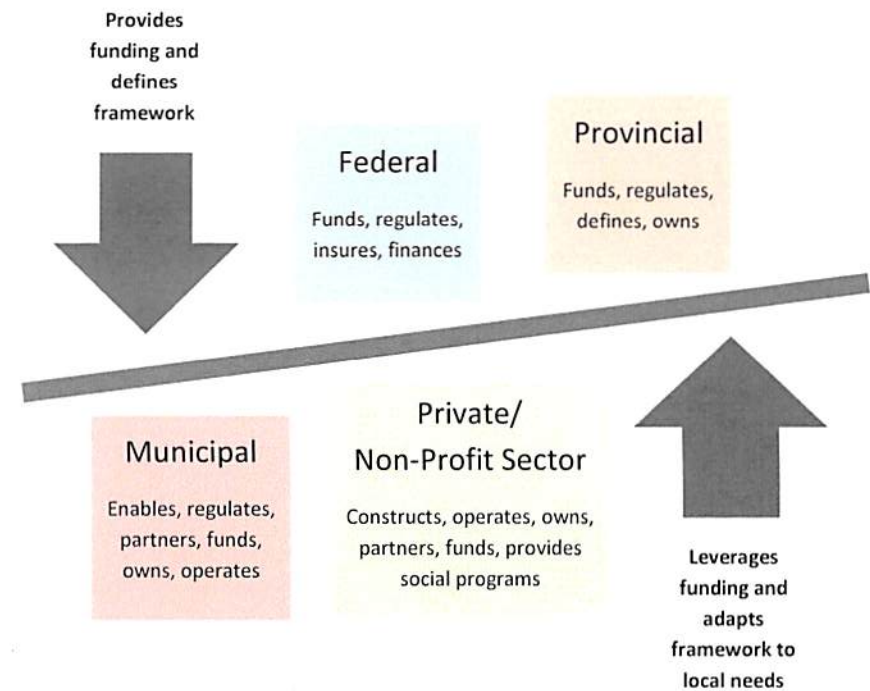 Provides
funding and
defines
framework
Federal
Funds, regulates,
insures, finances
Provincial
Funds, regulates,
defines, owns
Municipal
Enables, regulates,
partners, funds,
owns, operates
Private/
Non-Profit Sector
Constructs, operates, owns,
partners, funds, provides
social programs
Leverages
funding and
adapts
framework to
local needs